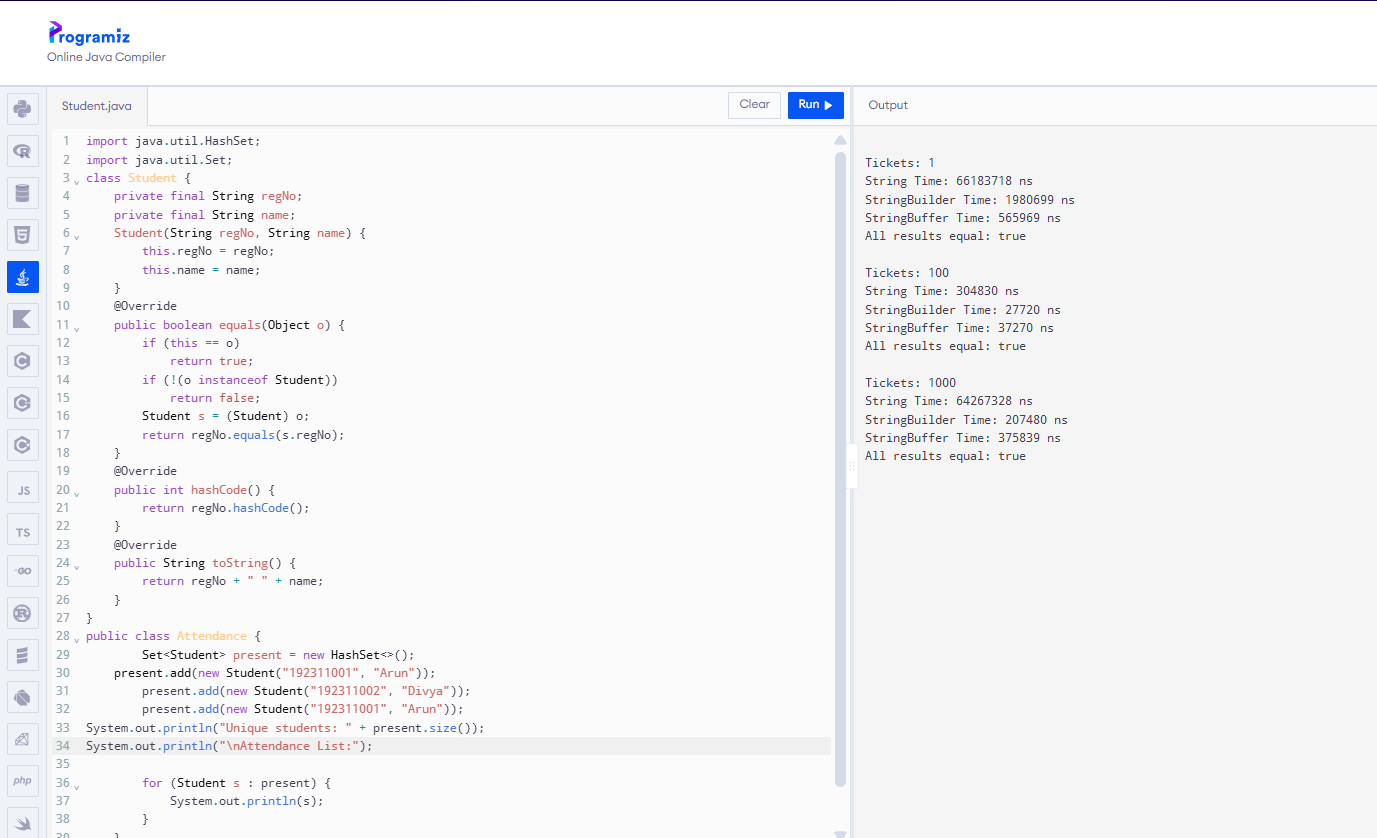 Programiz
Online Java Compiler
Student.java
Clear
Run
Output
1 import java.util.HashSet;
2 import java.util.Set;
3 class Student {
4     private final String regNo;
5     private final String name;
6     Student(String regNo, String name) {
7         this.regNo = regNo;
8         this.name = name;
9     }
10     @Override
11     public boolean equals(Object o) {
12         if (this == o)
13             return true;
14         if (!(o instanceof Student))
15             return false;
16         Student s = (Student) o;
17         return regNo.equals(s.regNo);
18     }
19     @Override
20     public int hashCode() {
21         return regNo.hashCode();
22     }
23     @Override
24     public String toString() {
25         return regNo + " " + name;
26     }
27 }
28 public class Attendance {
29         Set<Student> present = new HashSet<>();
30     present.add(new Student("192311001", "Arun"));
31         present.add(new Student("192311002", "Divya"));
32         present.add(new Student("192311001", "Arun"));
33 System.out.println("Unique students: " + present.size());
34 System.out.println("\nAttendance List:");
35
36         for (Student s : present) {
37             System.out.println(s);
38         }
39     }
Tickets: 1
String Time: 66183718 ns
StringBuilder Time: 1980699 ns
StringBuffer Time: 565969 ns
All results equal: true
Tickets: 100
String Time: 304830 ns
StringBuilder Time: 27720 ns
StringBuffer Time: 37270 ns
All results equal: true
Tickets: 1000
String Time: 64267328 ns
StringBuilder Time: 207480 ns
StringBuffer Time: 375839 ns
All results equal: true
R
5
C
C
C
JS
TS
GO
R
php